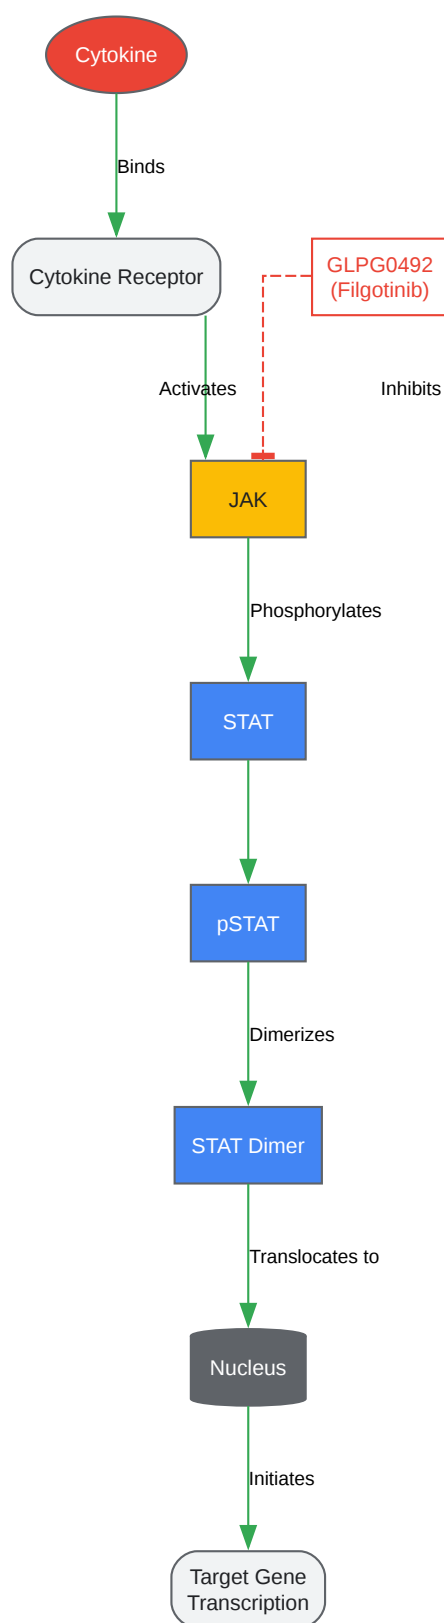 Cytokine
Binds
Cytokine Receptor
GLPG0492
(Filgotinib)
Activates
Inhibits
JAK
Phosphorylates
STAT
pSTAT
Dimerizes
STAT Dimer
Translocates to
Nucleus
Initiates
Target Gene
Transcription